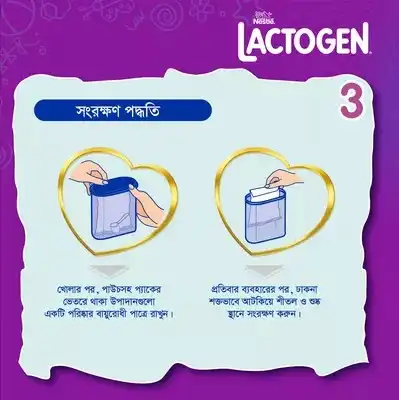 Nestlé
LACTOGEN
3
সংরক্ষণ পদ্ধতি
খোলার পর, পাউচসহ প্যাকের
ভেতরে থাকা উপাদানগুলো
একটি পরিষ্কার বায়ুরোধী পাত্রে রাখুন।
প্রতিবার ব্যবহারের পর, ঢাকনা
শক্তভাবে আটকিয়ে শীতল ও শুষ্ক
স্থানে সংরক্ষণ করুন।